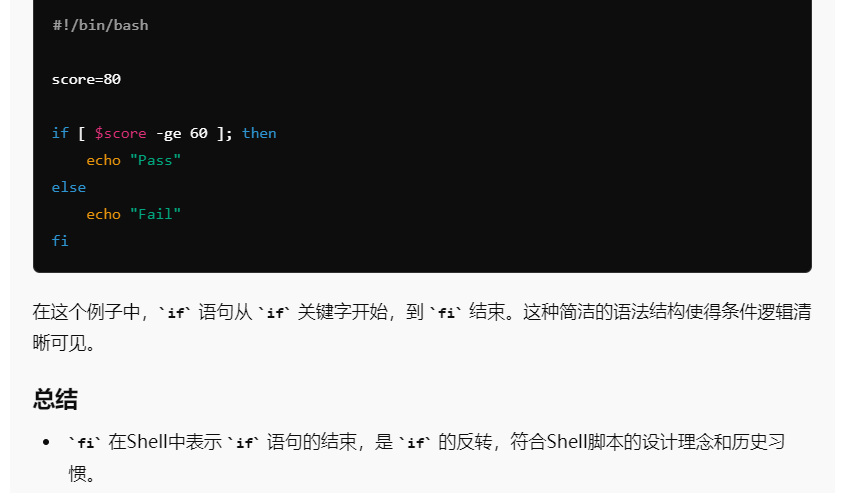 #!/bin/bash
score=80
if [ $score -ge 60 ]; then
    echo "Pass"
else
    echo "Fail"
fi
在这个例子中，`if` 语句从 `if` 关键字开始，到 `fi` 结束。这种简洁的语法结构使得条件逻辑清
晰可见。
总结
• `fi` 在Shell中表示 `if` 语句的结束，是 `if` 的反转，符合Shell脚本的设计理念和历史习
惯。